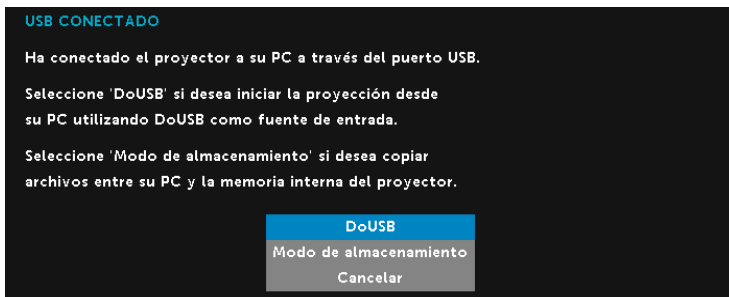 USB CONECTADO
Ha conectado el proyector a su PC a través del puerto USB.
Seleccione 'DoUSB' si desea iniciar la proyección desde
su PC utilizando DoUSB como fuente de entrada.
Seleccione 'Modo de almacenamiento' si desea copiar
archivos entre su PC y la memoria interna del proyector.
DoUSB
Modo de almacenamiento
Cancelar